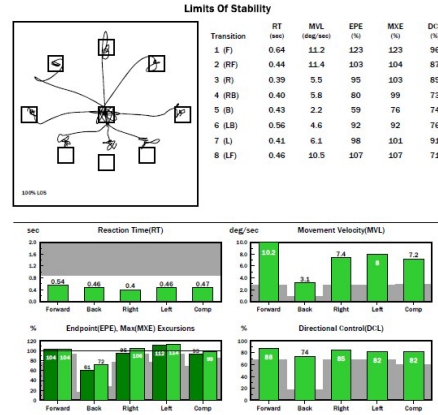 Limits Of Stability
RT MVL EPE MXE
Transition (sec) (deg/sec) (%) (%) (%)
1 (F) 0.64 11.2 123 123 96
2 (RF) 0.44 11.4 103 104 87
3 (R) 0.39 5.5 95 103 89
4 (RB) 0.40 5.8 80 99 73
5 (B) 0.43 2.2 59 76 74
6 (LB) 0.56 4.6 92 92 76
7 (L) 0.41 6.1 98 101 91
8 (LF) 0.46 10.5 107 107 71
100% LOS
sec Reaction Time(RT)
2.0
1.6
1.2
0.8
0.4
0.0
0.54 0.46 0.4 0.46 0.47
Forward Back Right Left Comp
deg/sec Movement Velocity(MVL)
10.0
8.0
6.0
4.0
2.0
0.0
10.2 3.1 7.4 8 7.2
Forward Back Right Left Comp
% Endpoint(EPE), Max(MXE) Excursions
120
100
80
60
40
20
0
104 104 61 72 106 112 114
Forward Back Right Left Comp
% Directional Control(DCL)
100
80
60
40
20
0
88 74 85 82 82
Forward Back Right Left Comp